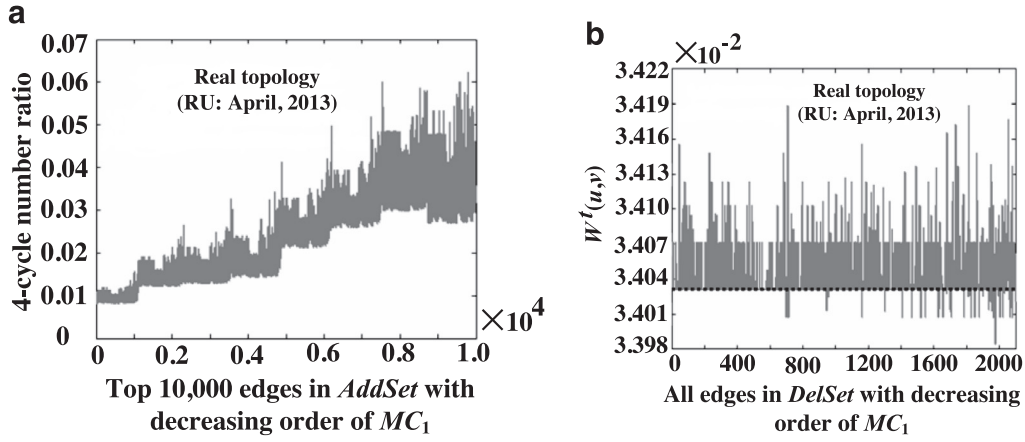 a
0.07
0.06
0.05
0.04
0.03
0.02
0.01
0
4-cycle number ratio
Real topology
(RU: April, 2013)
0 0.2 0.4 0.6 0.8 1.0
×10^4
Top 10,000 edges in AddSet with
decreasing order of MC₁
b
×10^-2
3.422
3.419
3.416
3.413
3.410
3.407
3.404
3.401
3.398
W^t(u,v)
Real topology
(RU: April, 2013)
0 400 800 1200 1600 2000
All edges in DelSet with decreasing
order of MC₁